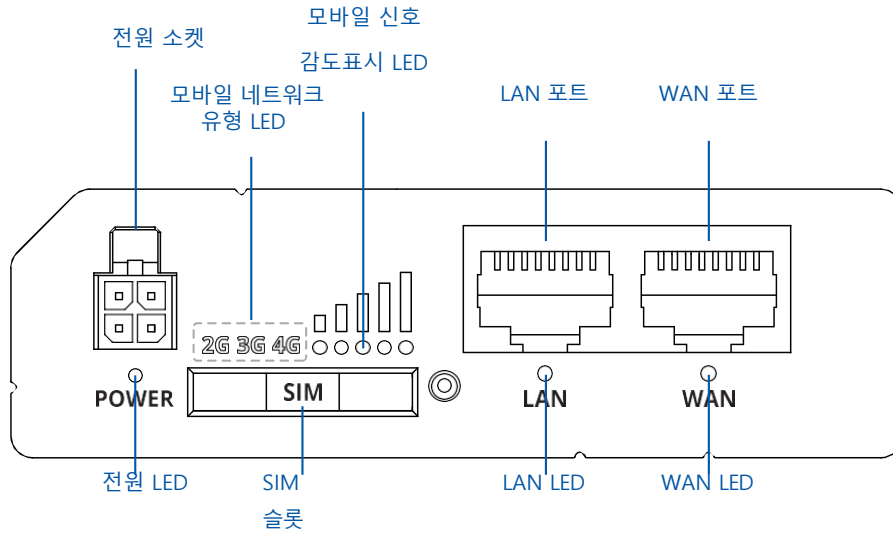 모바일 신호
감도표시 LED
전원 소켓
모바일 네트워크
유형 LED
LAN 포트
WAN 포트
2G 3G 4G
POWER
SIM
LAN
WAN
전원 LED
SIM
슬롯
LAN LED
WAN LED